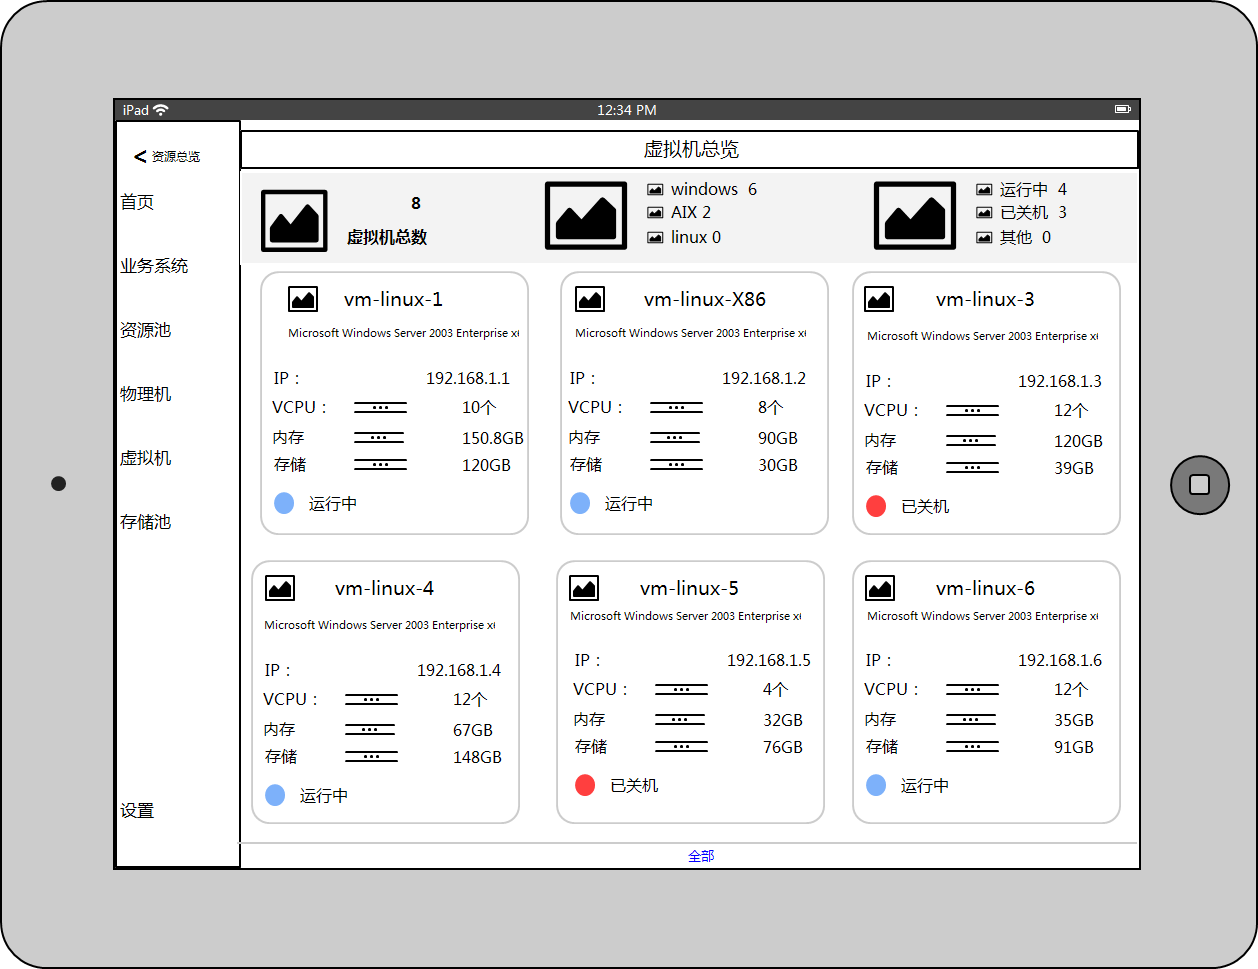 iPad
12:34 PM
< 资源总览
首页
业务系统
资源池
物理机
虚拟机
存储池
设置
虚拟机总览
8
虚拟机总数
windows 6
AIX 2
linux 0
运行中 4
已关机 3
其他 0
vm-linux-1
Microsoft Windows Server 2003 Enterprise x
IP： 192.168.1.1
VCPU： 10个
内存 150.8GB
存储 120GB
运行中
vm-linux-X86
Microsoft Windows Server 2003 Enterprise x
IP： 192.168.1.2
VCPU： 8个
内存 90GB
存储 30GB
运行中
vm-linux-3
Microsoft Windows Server 2003 Enterprise x
IP： 192.168.1.3
VCPU： 12个
内存 120GB
存储 39GB
已关机
vm-linux-4
Microsoft Windows Server 2003 Enterprise x
IP： 192.168.1.4
VCPU： 12个
内存 67GB
存储 148GB
运行中
vm-linux-5
Microsoft Windows Server 2003 Enterprise x
IP： 192.168.1.5
VCPU： 4个
内存 32GB
存储 76GB
已关机
vm-linux-6
Microsoft Windows Server 2003 Enterprise x
IP： 192.168.1.6
VCPU： 12个
内存 35GB
存储 91GB
运行中
全部